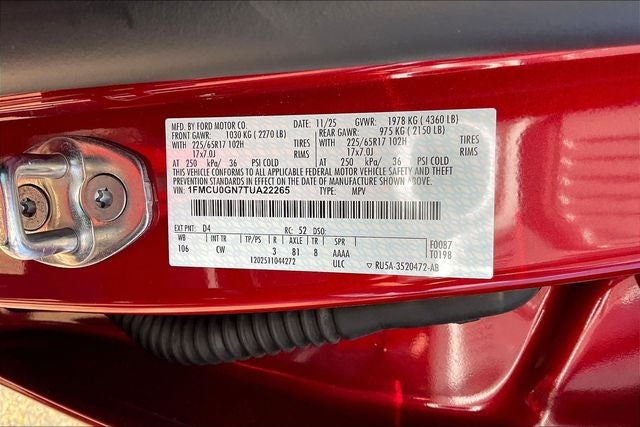 MFD. BY FORD MOTOR CO. 11/25 GVWR: 1978 KG ( 4360 LB)
FRONT GAWR: 1030 KG ( 2270 LB) REAR GAWR: 975 KG ( 2150 LB)
WITH 225/65R17 102H TIRES WITH 225/65R17 102H TIRES
17x7.0J RIMS 17x7.0J RIMS
AT 250 kPa/ 36 PSI COLD AT 250 kPa/ 36 PSI COLD
THIS VEHICLE CONFORMS TO ALL APPLICABLE FEDERAL MOTOR VEHICLE SAFETY AND THEFT
PREVENTION STANDARDS IN EFFECT ON THE DATE OF MANUFACTURE SHOWN ABOVE.
VIN: 1FMCU0GN7TUA22265 TYPE: MPV
EXT PNT: D4 RC: 52 DSO:
WB INT TR TP/PS R AXLE TR SPR F0087
106 CW 3 81 8 AAAA T0198
1202511044272 ULC ▽ RU5A-3520472-AB